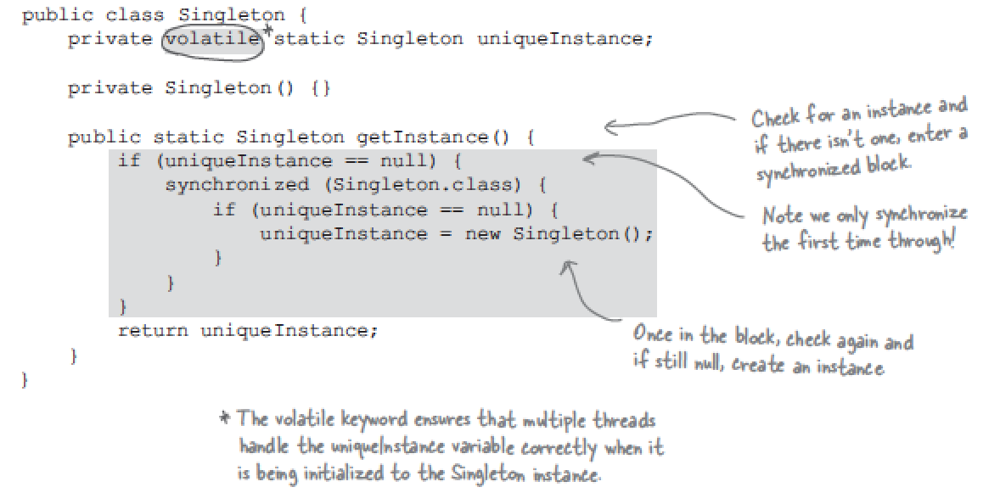 public class Singleton {
private volatile* static Singleton uniqueInstance;
private Singleton() {}
public static Singleton getInstance() {
if (uniqueInstance == null) {
synchronized (Singleton.class) {
if (uniqueInstance == null) {
uniqueInstance = new Singleton();
}
}
}
return uniqueInstance;
}
}
Check for an instance and
if there isn't one, enter a
synchronized block.
Note we only synchronize
the first time through!
Once in the block, check again and
if still null, create an instance
* The volatile keyword ensures that multiple threads
handle the uniqueInstance variable correctly when it
is being initialized to the Singleton instance.